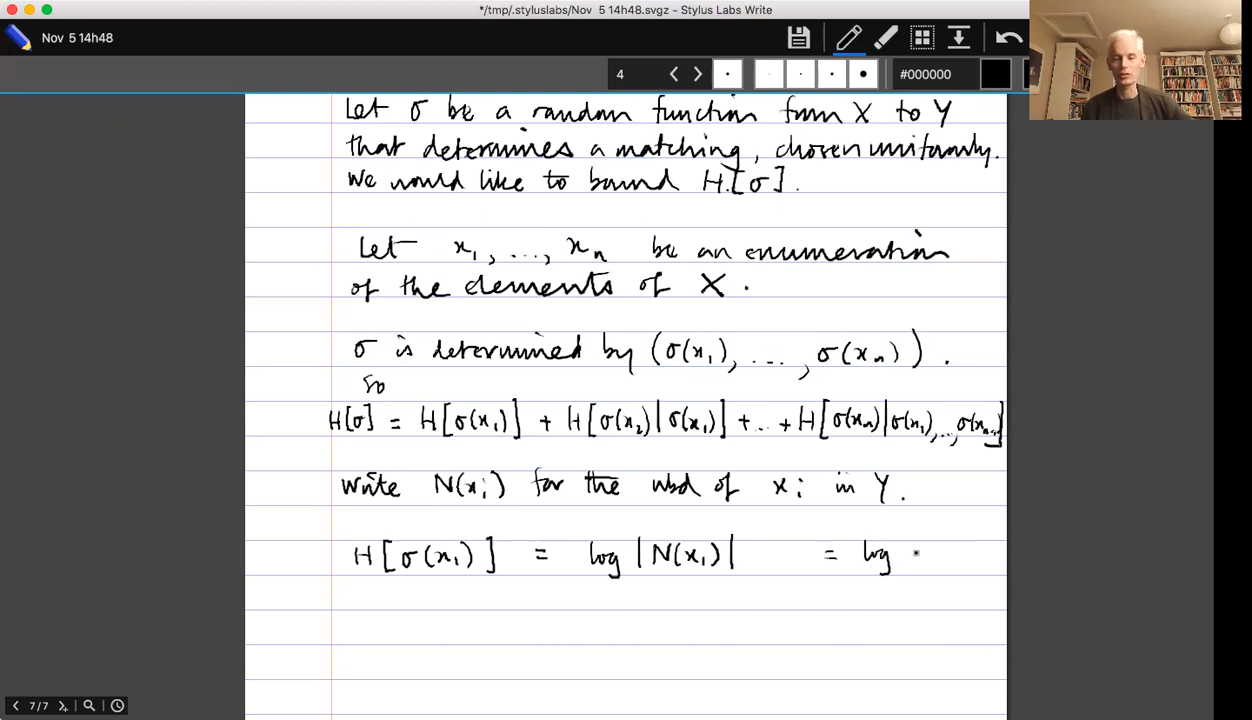 */tmp/.styluslabs/Nov 5 14h48.svgz - Stylus Labs Write
Nov 5 14h48
4
#000000
Let σ be a random function from X to Y
that determines a matching, chosen uniformly.
We would like to bound H[σ].
Let x₁, ..., xₙ be an enumeration
of the elements of X.
σ is determined by (σ(x₁), ..., σ(xₙ)).
so
H[σ] = H[σ(x₁)] + H[σ(x₂)|σ(x₁)] + ... + H[σ(xₙ)|σ(x₁),...,σ(xₙ₋₁)]
Write N(xᵢ) for the nbd of xᵢ in Y.
H[σ(x₁)] = log |N(x₁)| = log
7/7